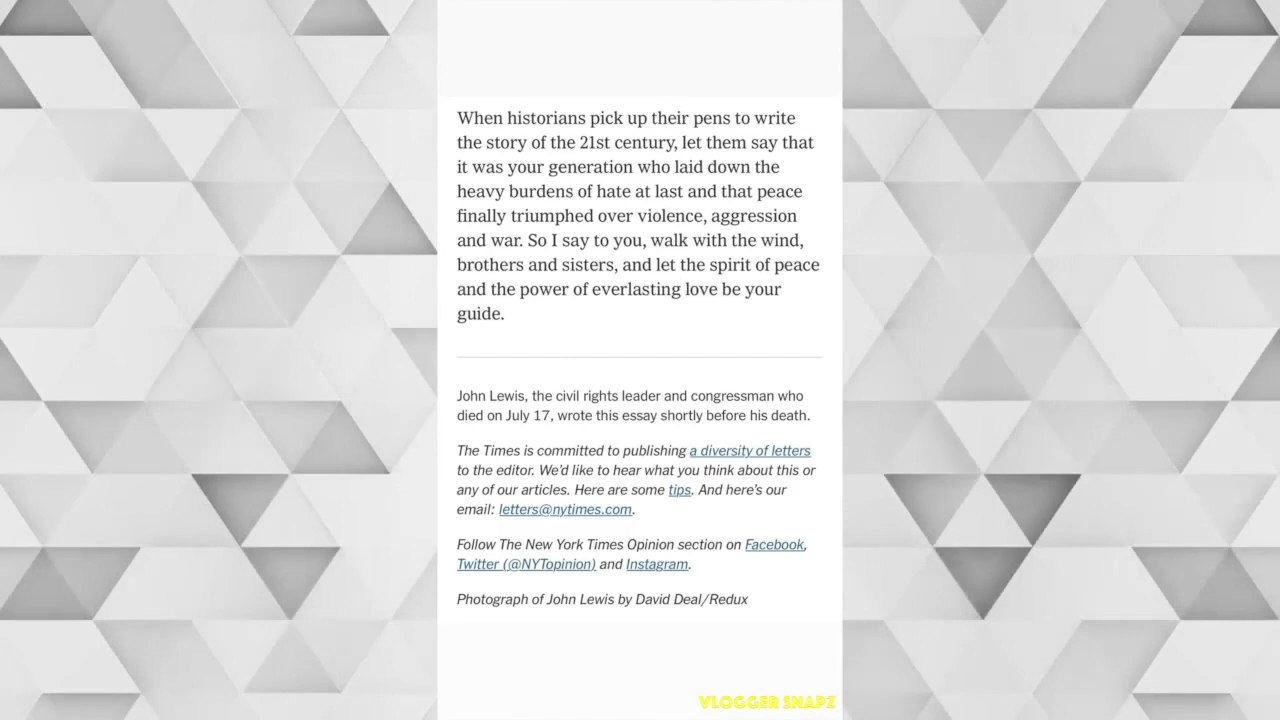 When historians pick up their pens to write
the story of the 21st century, let them say that
it was your generation who laid down the
heavy burdens of hate at last and that peace
finally triumphed over violence, aggression
and war. So I say to you, walk with the wind,
brothers and sisters, and let the spirit of peace
and the power of everlasting love be your
guide.
John Lewis, the civil rights leader and congressman who
died on July 17, wrote this essay shortly before his death.
The Times is committed to publishing a diversity of letters
to the editor. We’d like to hear what you think about this or
any of our articles. Here are some tips. And here’s our
email: letters@nytimes.com.
Follow The New York Times Opinion section on Facebook,
Twitter (@NYTopinion) and Instagram.
Photograph of John Lewis by David Deal/Redux
VLOGGER SNAPZ